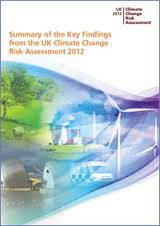 UK
2012
Climate
Change
Risk
Assessment
Summary of the Key Findings
from the UK Climate Change
Risk Assessment 2012